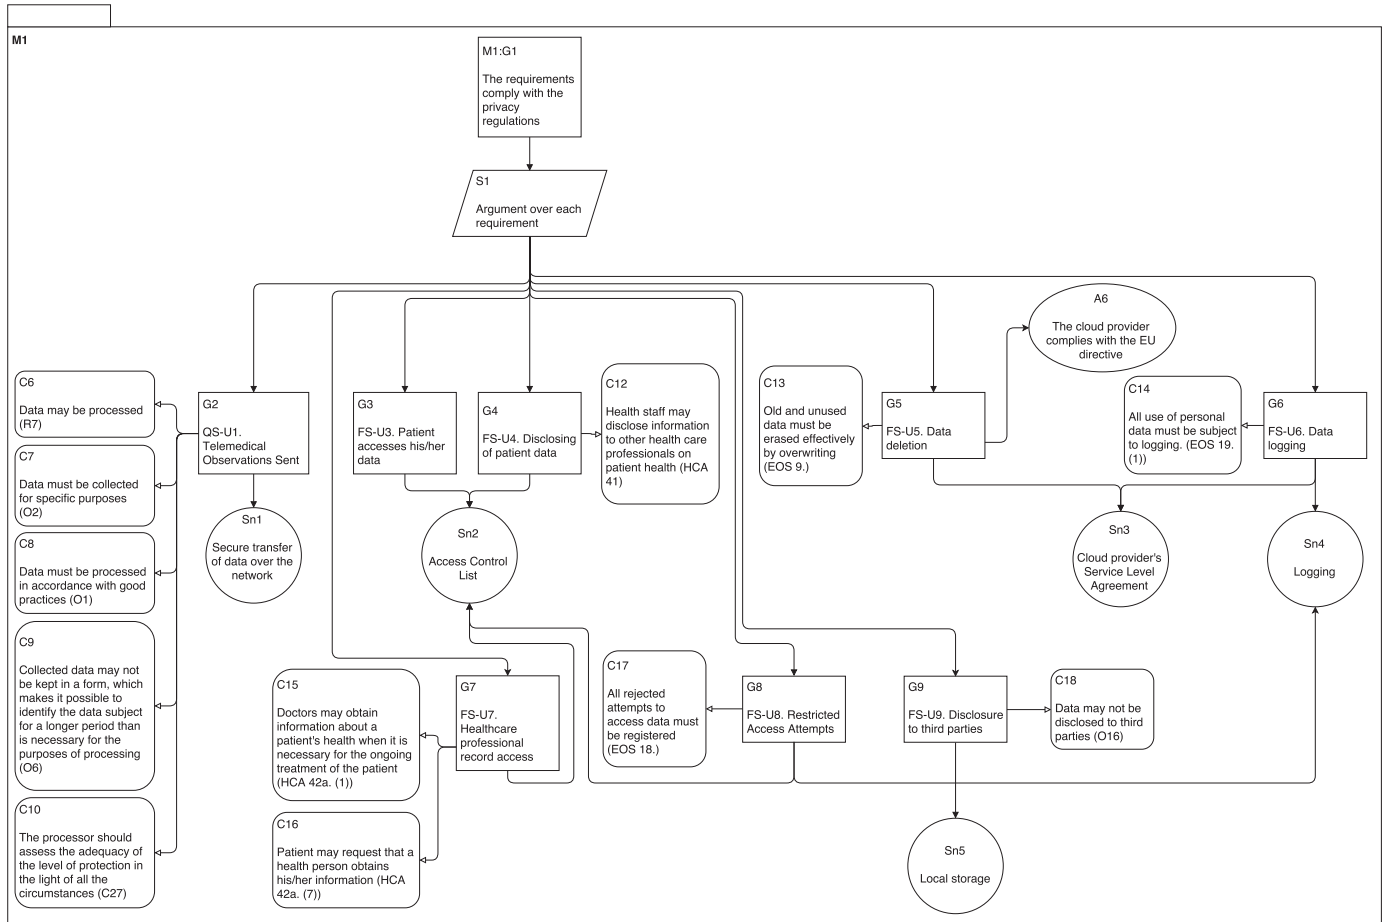 M1
M1:G1
The requirements
comply with the
privacy
regulations
S1
Argument over each
requirement
A6
The cloud provider
complies with the EU
directive
C6
Data may be processed
(R7)
C7
Data must be collected
for specific purposes
(O2)
C8
Data must be processed
in accordance with good
practices (O1)
C9
Collected data may not
be kept in a form, which
makes it possible to
identify the data subject
for a longer period than
is necessary for the
purposes of processing
(O6)
C10
The processor should
assess the adequacy of
the level of protection in
the light of all the
circumstances (C27)
G2
QS-U1.
Telemedical
Observations Sent
Sn1
Secure transfer
of data over the
network
G3
FS-U3. Patient
accesses his/her
data
G4
FS-U4. Disclosing
of patient data
C12
Health staff may
disclose information
to other health care
professionals on
patient health (HCA
41)
Sn2
Access Control
List
C13
Old and unused
data must be
erased effectively
by overwriting
(EOS 9.)
G5
FS-U5. Data
deletion
C14
All use of personal
data must be subject
to logging. (EOS 19.
(1))
G6
FS-U6. Data
logging
Sn3
Cloud provider's
Service Level
Agreement
Sn4
Logging
C15
Doctors may obtain
information about a
patient's health when it is
necessary for the ongoing
treatment of the patient
(HCA 42a. (1))
C16
Patient may request that a
health person obtains
his/her information (HCA
42a. (7))
G7
FS-U7.
Healthcare
professional
record access
C17
All rejected
attempts to
access data must
be registered
(EOS 18.)
G8
FS-U8. Restricted
Access Attempts
G9
FS-U9. Disclosure
to third parties
C18
Data may not be
disclosed to third
parties (O16)
Sn5
Local storage